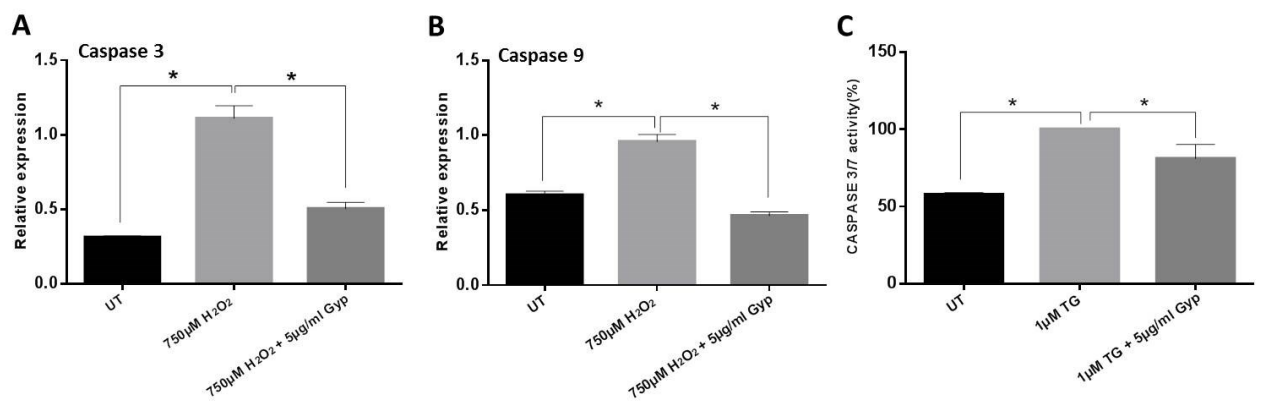 A
Caspase 3
Relative expression
1.5
1.0
0.5
0.0
*
*
UT
750µM H₂O₂
750µM H₂O₂ + 5µg/ml Gyp
B
Caspase 9
Relative expression
1.5
1.0
0.5
0.0
*
*
UT
750µM H₂O₂
750µM H₂O₂ + 5µg/ml Gyp
C
CASPASE 3/7 activity(%)
150
100
50
0
*
*
UT
1µM TG
1µM TG + 5µg/ml Gyp